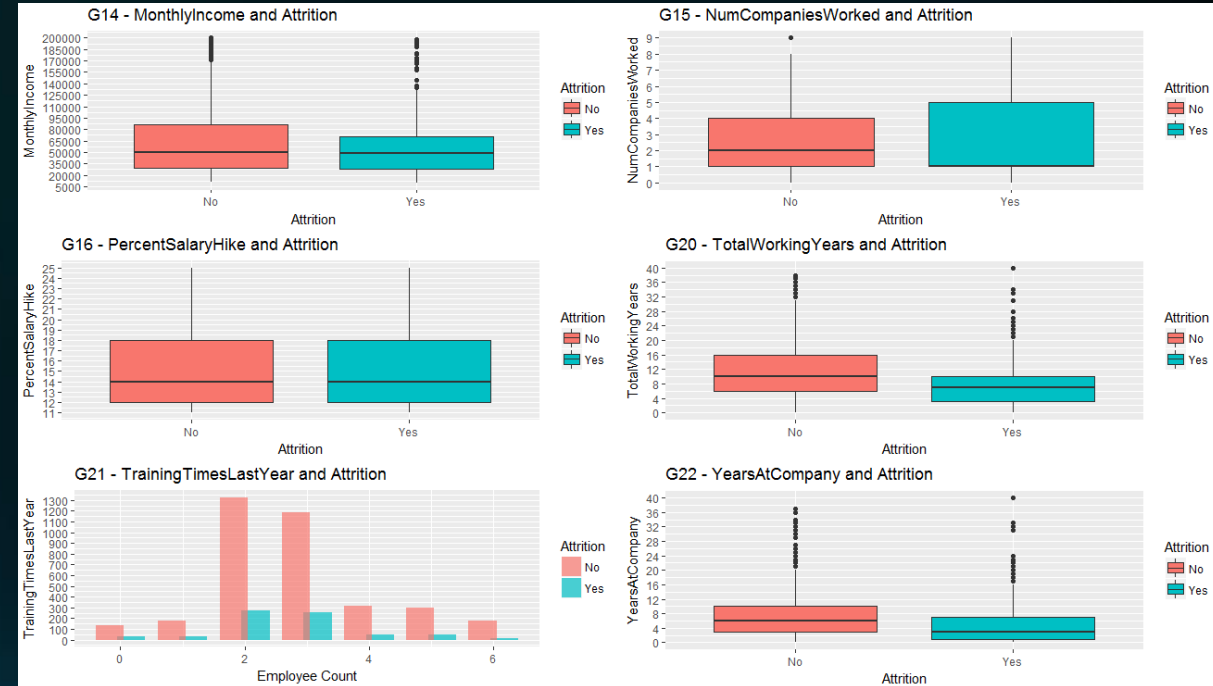 G14 - MonthlyIncome and Attrition
200000
185000
170000
155000
140000
125000
110000
95000
80000
65000
50000
35000
20000
5000
MonthlyIncome
No
Yes
Attrition
Attrition
No
Yes
G15 - NumCompaniesWorked and Attrition
9
8
7
6
5
4
3
2
1
0
NumCompaniesWorked
No
Yes
Attrition
Attrition
No
Yes
G16 - PercentSalaryHike and Attrition
25
24
23
22
21
20
19
18
17
16
15
14
13
12
11
PercentSalaryHike
No
Yes
Attrition
Attrition
No
Yes
G20 - TotalWorkingYears and Attrition
40
36
32
28
24
20
16
12
8
4
0
TotalWorkingYears
No
Yes
Attrition
Attrition
No
Yes
G21 - TrainingTimesLastYear and Attrition
1300
1200
1100
1000
900
800
700
600
500
400
300
200
100
0
TrainingTimesLastYear
0
2
4
6
Employee Count
Attrition
No
Yes
G22 - YearsAtCompany and Attrition
40
36
32
28
24
20
16
12
8
4
0
YearsAtCompany
No
Yes
Attrition
Attrition
No
Yes